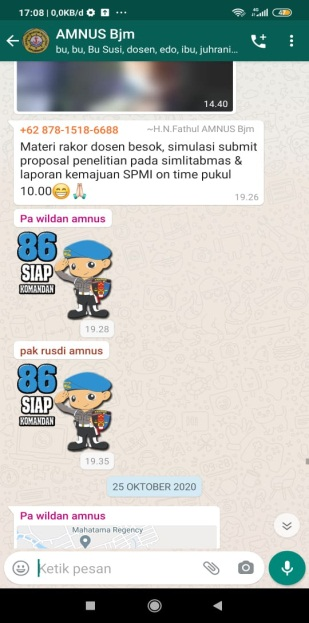 17:08 | 0,0KB/d
4G
42
AMNUS Bjm
bu, bu, Bu Susi, dosen, edo, ibu, juhrani...
14.40
+62 878-1518-6688 ~H.N.Fathul AMNUS Bjm
Materi rakor dosen besok, simulasi submit
proposal penelitian pada simlitabmas &
laporan kemajuan SPMI on time pukul
10.00😁🙏
19.26
Pa wildan amnus
86
SIAP
KOMANDAN
19.28
pak rusdi amnus
86
SIAP
KOMANDAN
19.35
25 OKTOBER 2020
Pa wildan amnus
Mahatama Regency
Ketik pesan